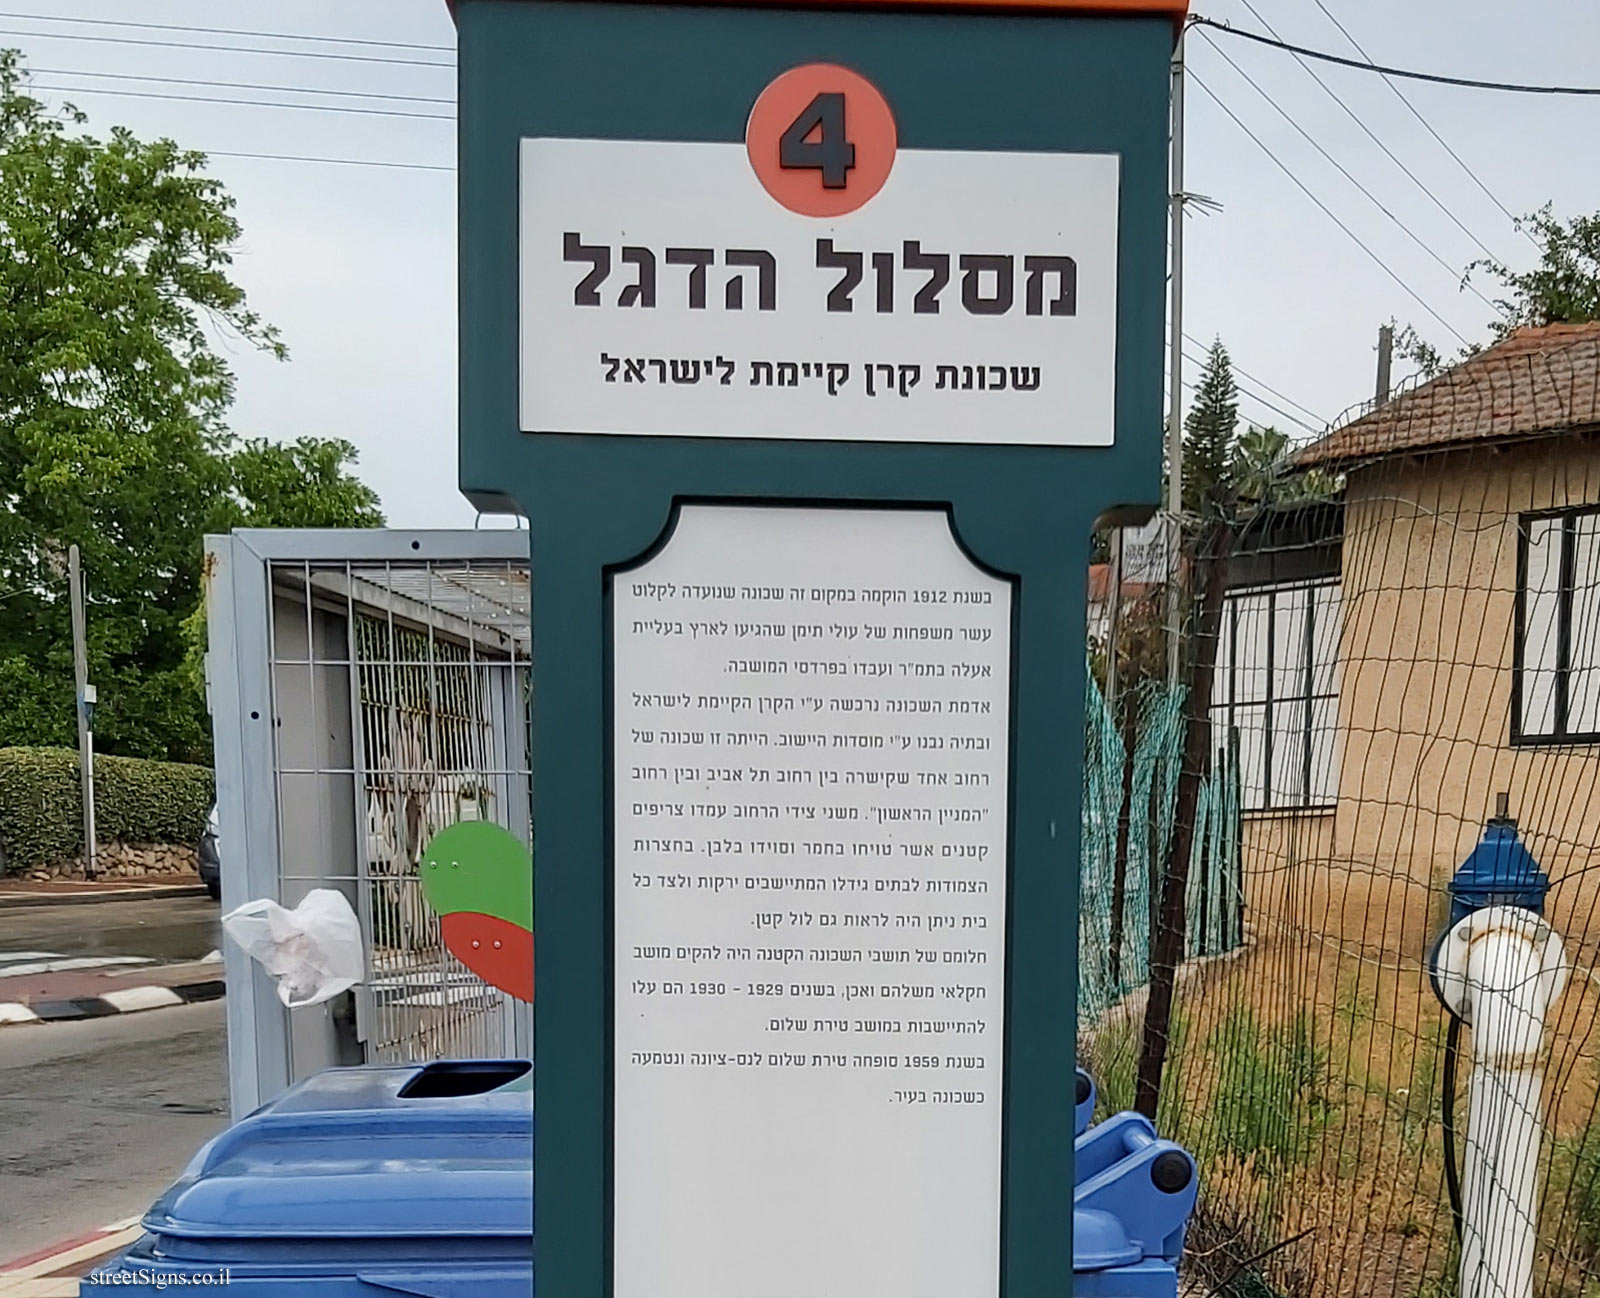 4
מסלול הדגל
שכונת קרן קיימת לישראל
בשנת 1912 הוקמה במקום זה שכונה שנועדה לקלוט
עשר משפחות של עולי תימן שהגיעו לארץ בעליית
אעלה בתמ"ר ועבדו בפרדסי המושבה.
אדמת השכונה נרכשה ע"י הקרן הקיימת לישראל
ובתיה נבנו ע"י מוסדות היישוב. הייתה זו שכונה של
רחוב אחד שקישרה בין רחוב תל אביב ובין רחוב
"המניין הראשון". משני צידי הרחוב עמדו צריפים
קטנים אשר טויחו בחמר וסוידו בלבן. בחצרות
הצמודות לבתים גידלו המתיישבים ירקות ולצד כל
בית ניתן היה לראות גם לול קטן.
חלומם של תושבי השכונה הקטנה היה להקים מושב
חקלאי משלהם ואכן, בשנים 1929 - 1930 הם עלו
להתיישבות במושב טירת שלום.
בשנת 1959 סופחה טירת שלום לנס-ציונה ונטמעה
כשכונה בעיר.
streetSigns.co.il